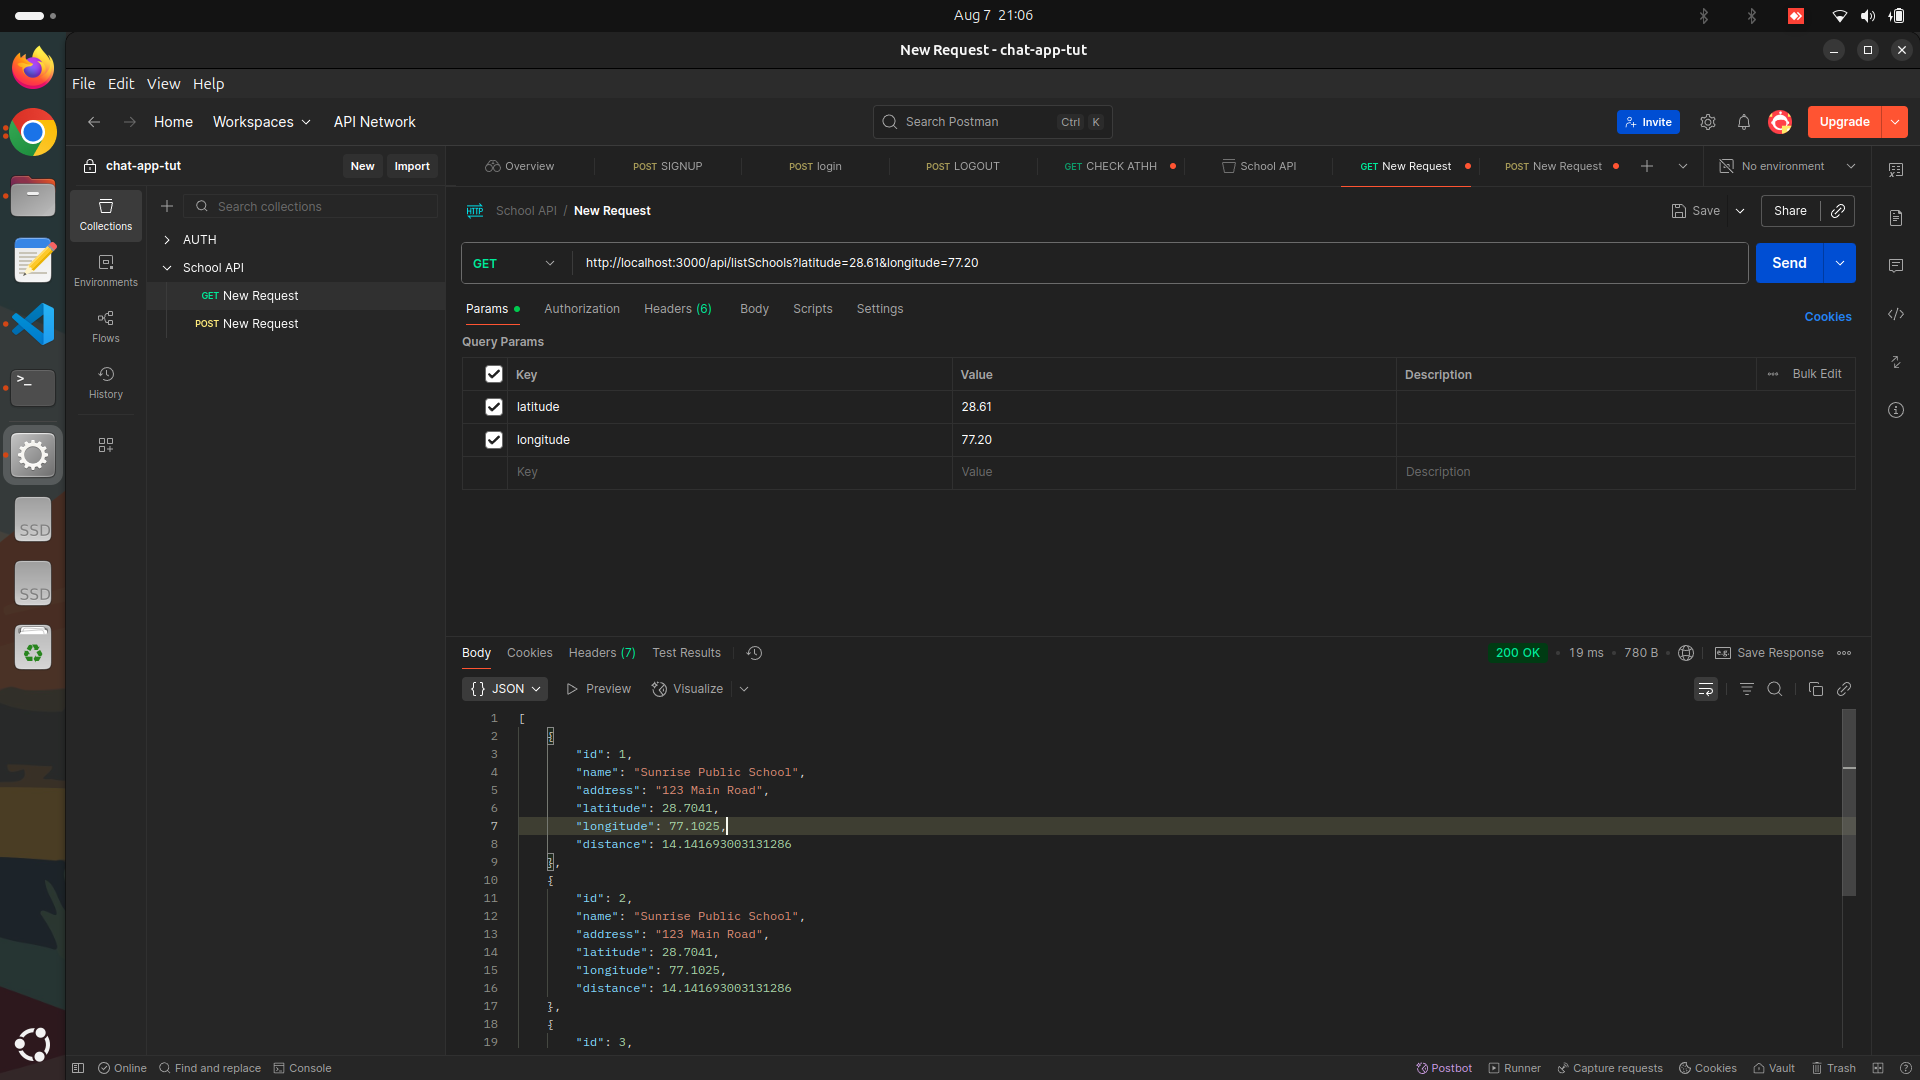 Aug 7 21:06
New Request - chat-app-tut
File Edit View Help
Home Workspaces API Network
Search Postman Ctrl K
Invite
Upgrade
chat-app-tut
New Import
Overview
POST SIGNUP
POST login
POST LOGOUT
GET CHECK ATHH
School API
GET New Request
POST New Request
No environment
Collections
Environments
Flows
History
Search collections
AUTH
School API
GET New Request
POST New Request
School API / New Request
Save
Share
GET http://localhost:3000/api/listSchools?latitude=28.61&longitude=77.20
Send
Params Authorization Headers (6) Body Scripts Settings
Cookies
Query Params
Key Value Description Bulk Edit
latitude 28.61
longitude 77.20
Key Value Description
Body Cookies Headers (7) Test Results
200 OK • 19 ms • 780 B •
e.g. Save Response
{} JSON Preview Visualize
1 [
2 {
3 "id": 1,
4 "name": "Sunrise Public School",
5 "address": "123 Main Road",
6 "latitude": 28.7041,
7 "longitude": 77.1025,
8 "distance": 14.141693003131286
9 },
10 {
11 "id": 2,
12 "name": "Sunrise Public School",
13 "address": "123 Main Road",
14 "latitude": 28.7041,
15 "longitude": 77.1025,
16 "distance": 14.141693003131286
17 },
18 {
19 "id": 3,
SSD
SSD
Online Find and replace Console
Postbot Runner Capture requests Cookies Vault Trash